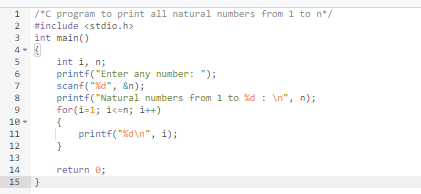 1 /*C program to print all natural numbers from 1 to n*/
2 #include <stdio.h>
3 int main()
4 {
5     int i, n;
6     printf("Enter any number: ");
7     scanf("%d", &n);
8     printf("Natural numbers from 1 to %d : \n", n);
9     for(i=1; i<=n; i++)
10     {
11         printf("%d\n", i);
12     }
13
14     return 0;
15 }